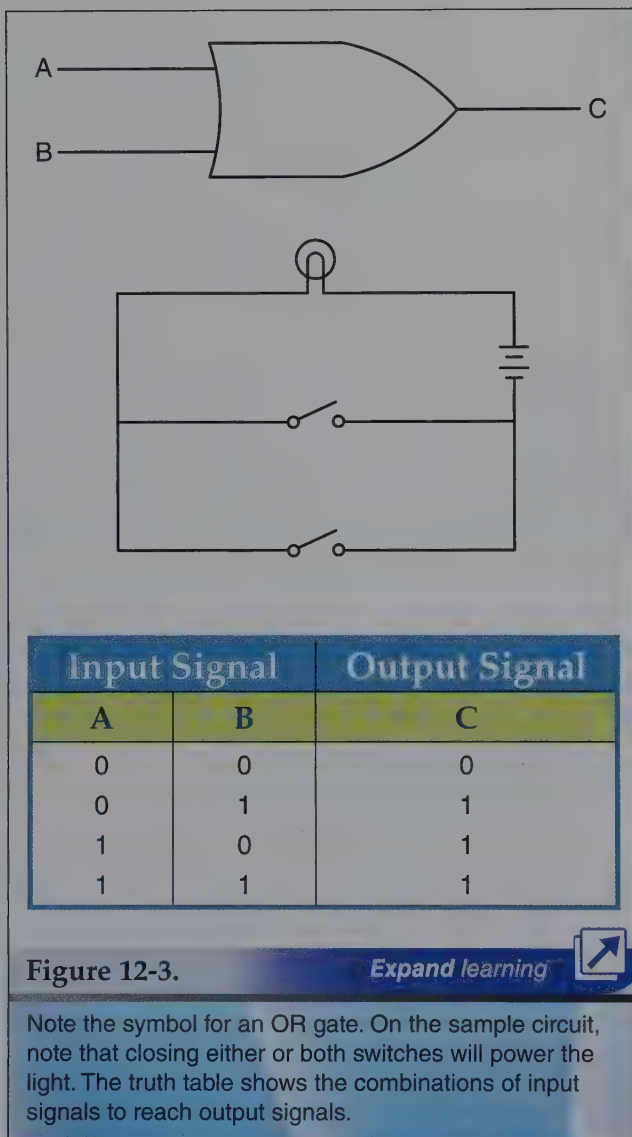 A
C
B
Input Signal Output Signal
A B C
0 0 0
0 1 1
1 0 1
1 1 1
Figure 12-3. Expand learning
Note the symbol for an OR gate. On the sample circuit,
note that closing either or both switches will power the
light. The truth table shows the combinations of input
signals to reach output signals.